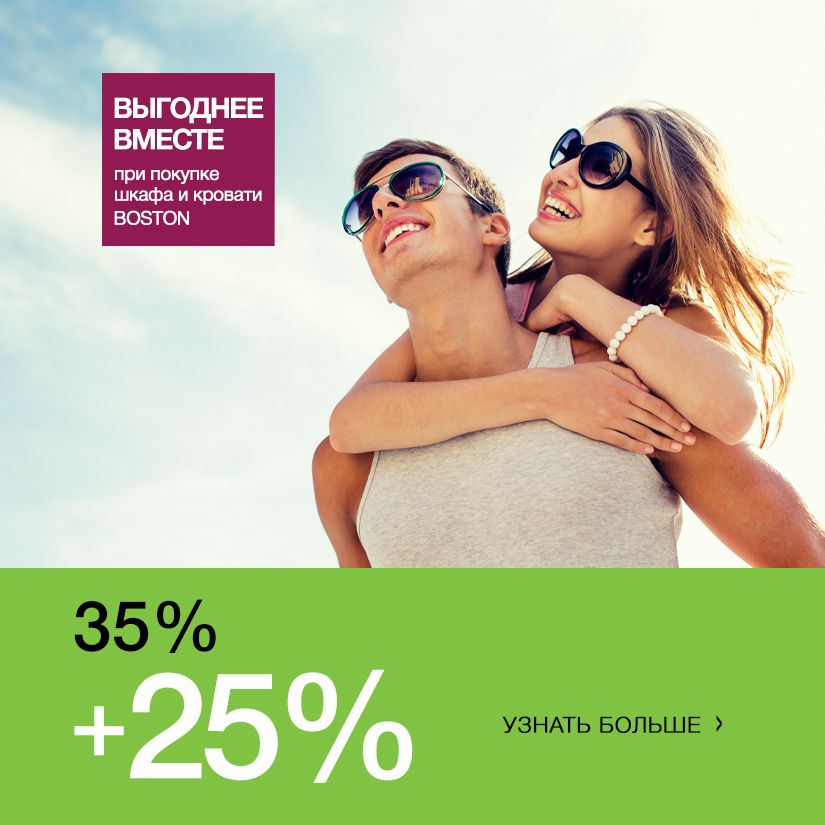 ВЫГОДНЕЕ
ВМЕСТЕ
при покупке
шкафа и кровати
BOSTON
35%
+25%
УЗНАТЬ БОЛЬШЕ ›